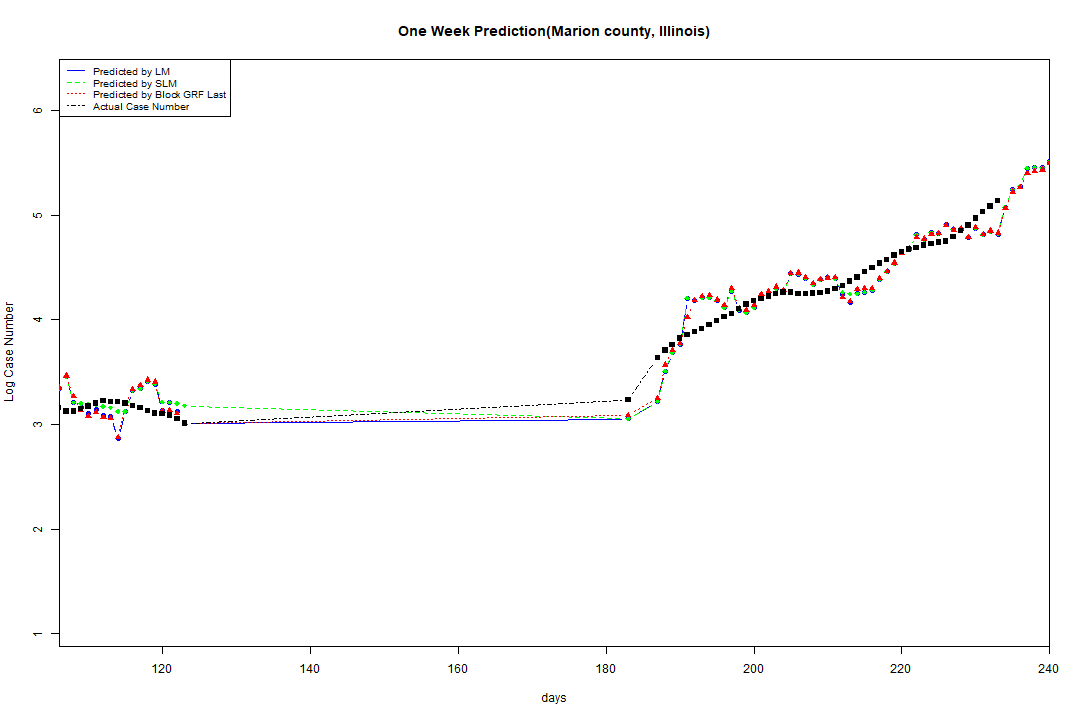 One Week Prediction(Marion county, Illinois)
Predicted by LM
Predicted by SLM
Predicted by Block GRF Last
Actual Case Number
6
5
4
3
2
1
Log Case Number
120 140 160 180 200 220 240
days